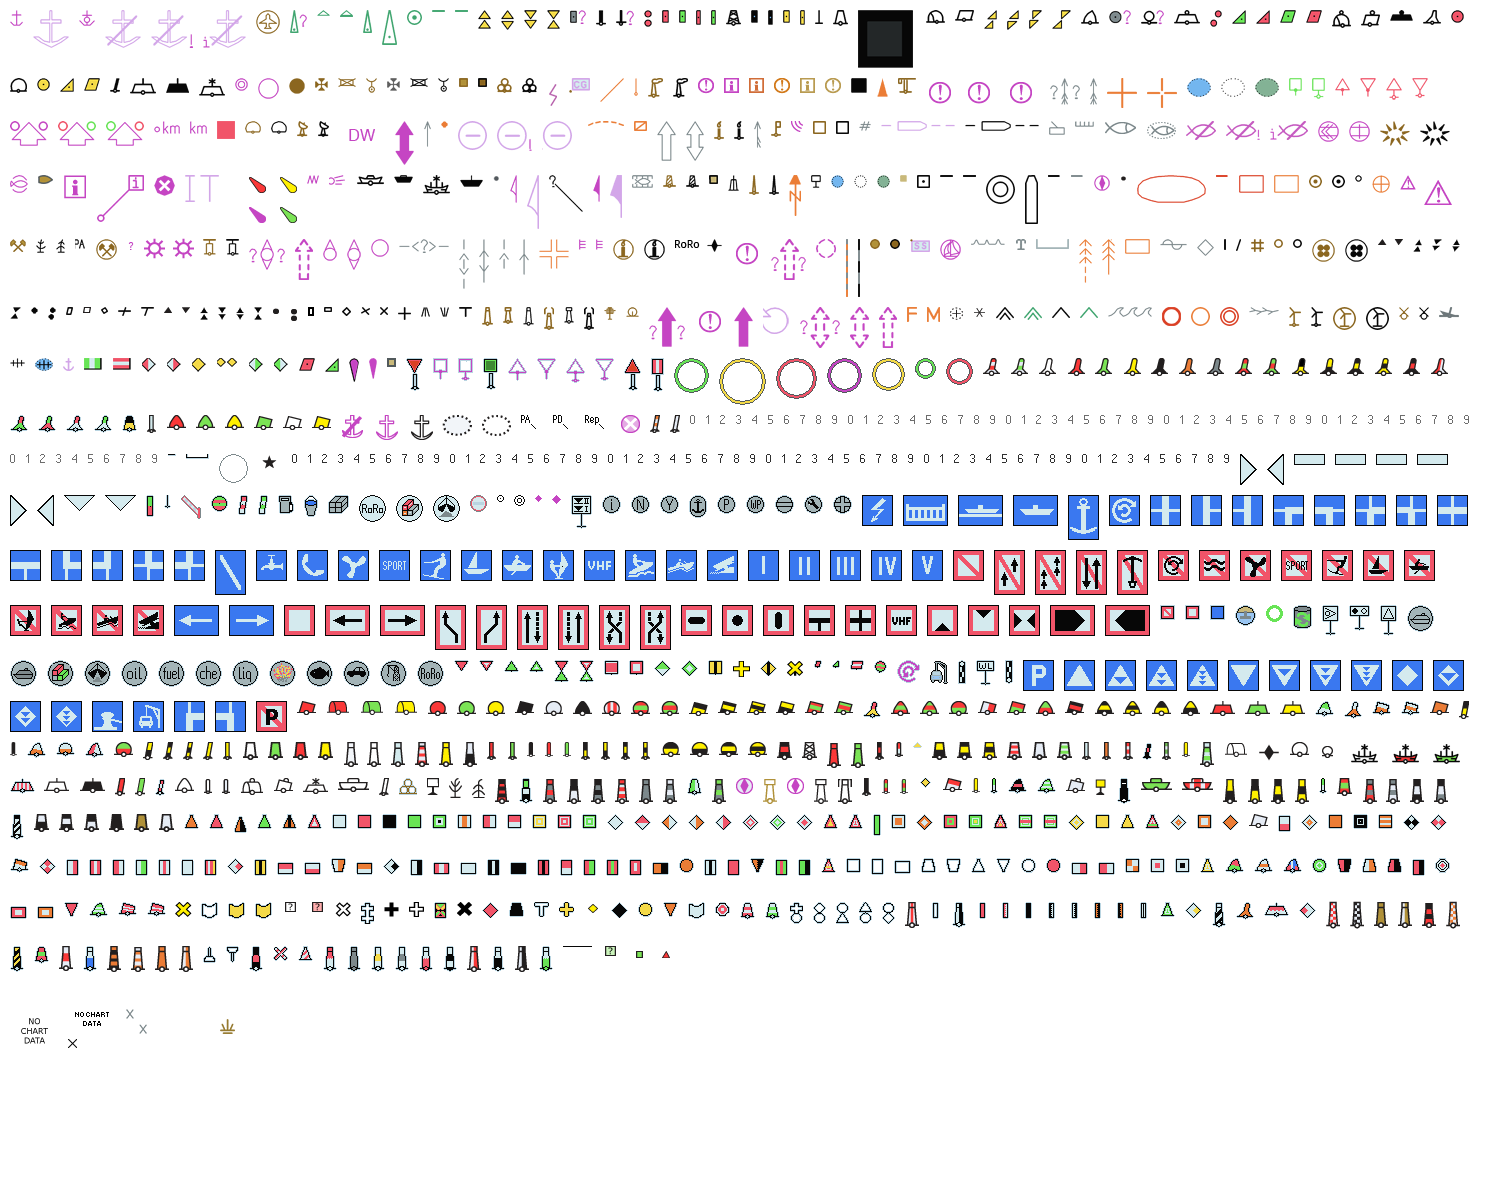 ? ? ?
? ?
CG i i i ? ?
km km DW
i ?
PA ? ? ? <?> ? ? RoRo SS T
? ? ? ? F M
PA PD Rep 0 1 2 3 4 5 6 7 8 9 0 1 2 3 4 5 6 7 8 9 0 1 2 3 4 5 6 7 8 9 0 1 2 3 4 5 6 7 8 9 0 1 2 3 4 5 6 7 8 9
0 1 2 3 4 5 6 7 8 9 0 1 2 3 4 5 6 7 8 9 0 1 2 3 4 5 6 7 8 9 0 1 2 3 4 5 6 7 8 9 0 1 2 3 4 5 6 7 8 9 0 1 2 3 4 5 6 7 8 9 0 1 2 3 4 5 6 7 8 9
RoRo i N Y P WP
SPORT VHF I II III IV V SPORT
VHF
oil fuel che liq RoRo WL P
P
? ?
?
NO CHART DATA
NO CHART DATA